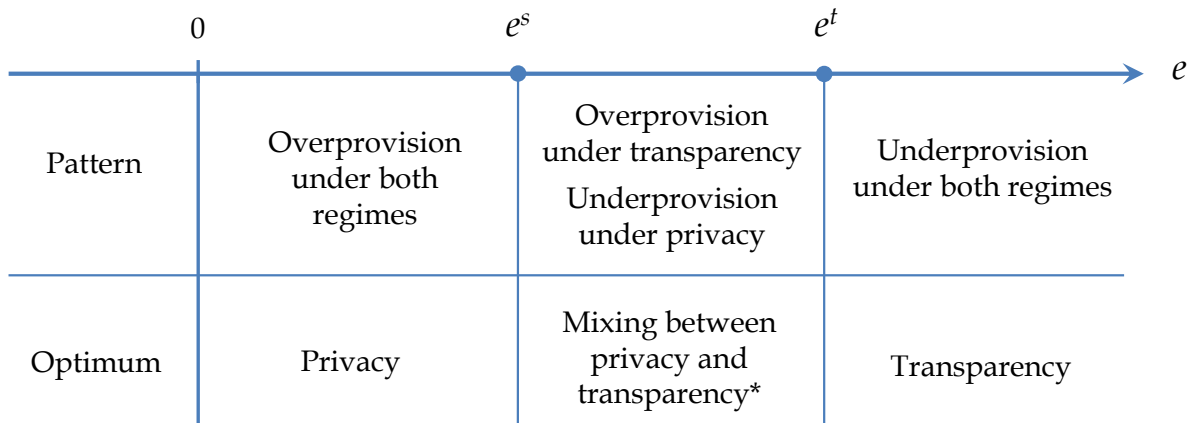 0
e^s
e^t
e
Pattern
Overprovision
under both
regimes
Overprovision
under transparency
Underprovision
under privacy
Underprovision
under both regimes
Optimum
Privacy
Mixing between
privacy and
transparency*
Transparency